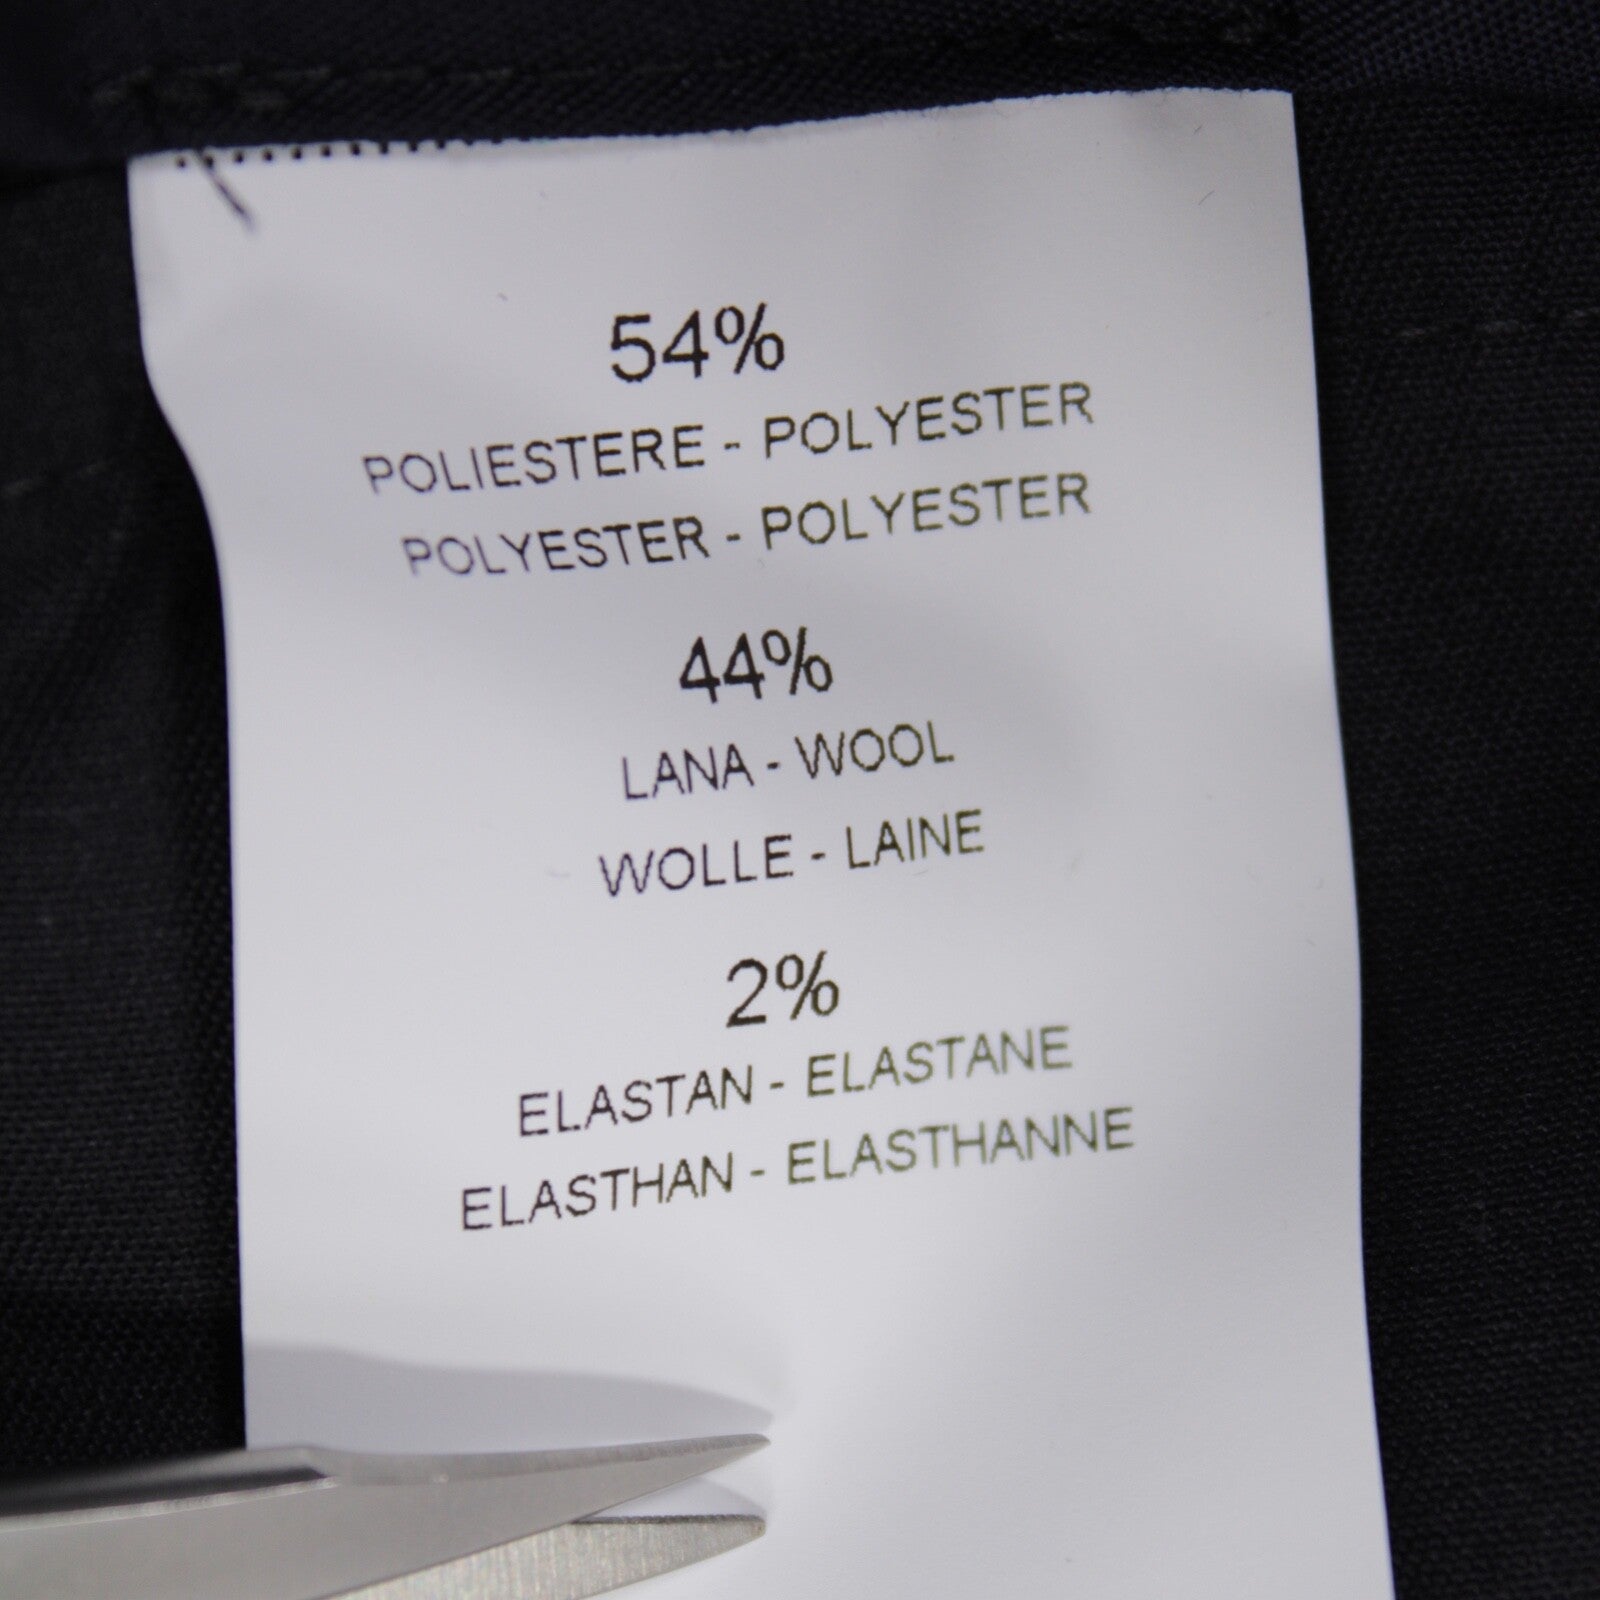 54%
POLIESTERE - POLYESTER
POLYESTER - POLYESTER
44%
LANA - WOOL
WOLLE - LAINE
2%
ELASTAN - ELASTANE
ELASTHAN - ELASTHANNE